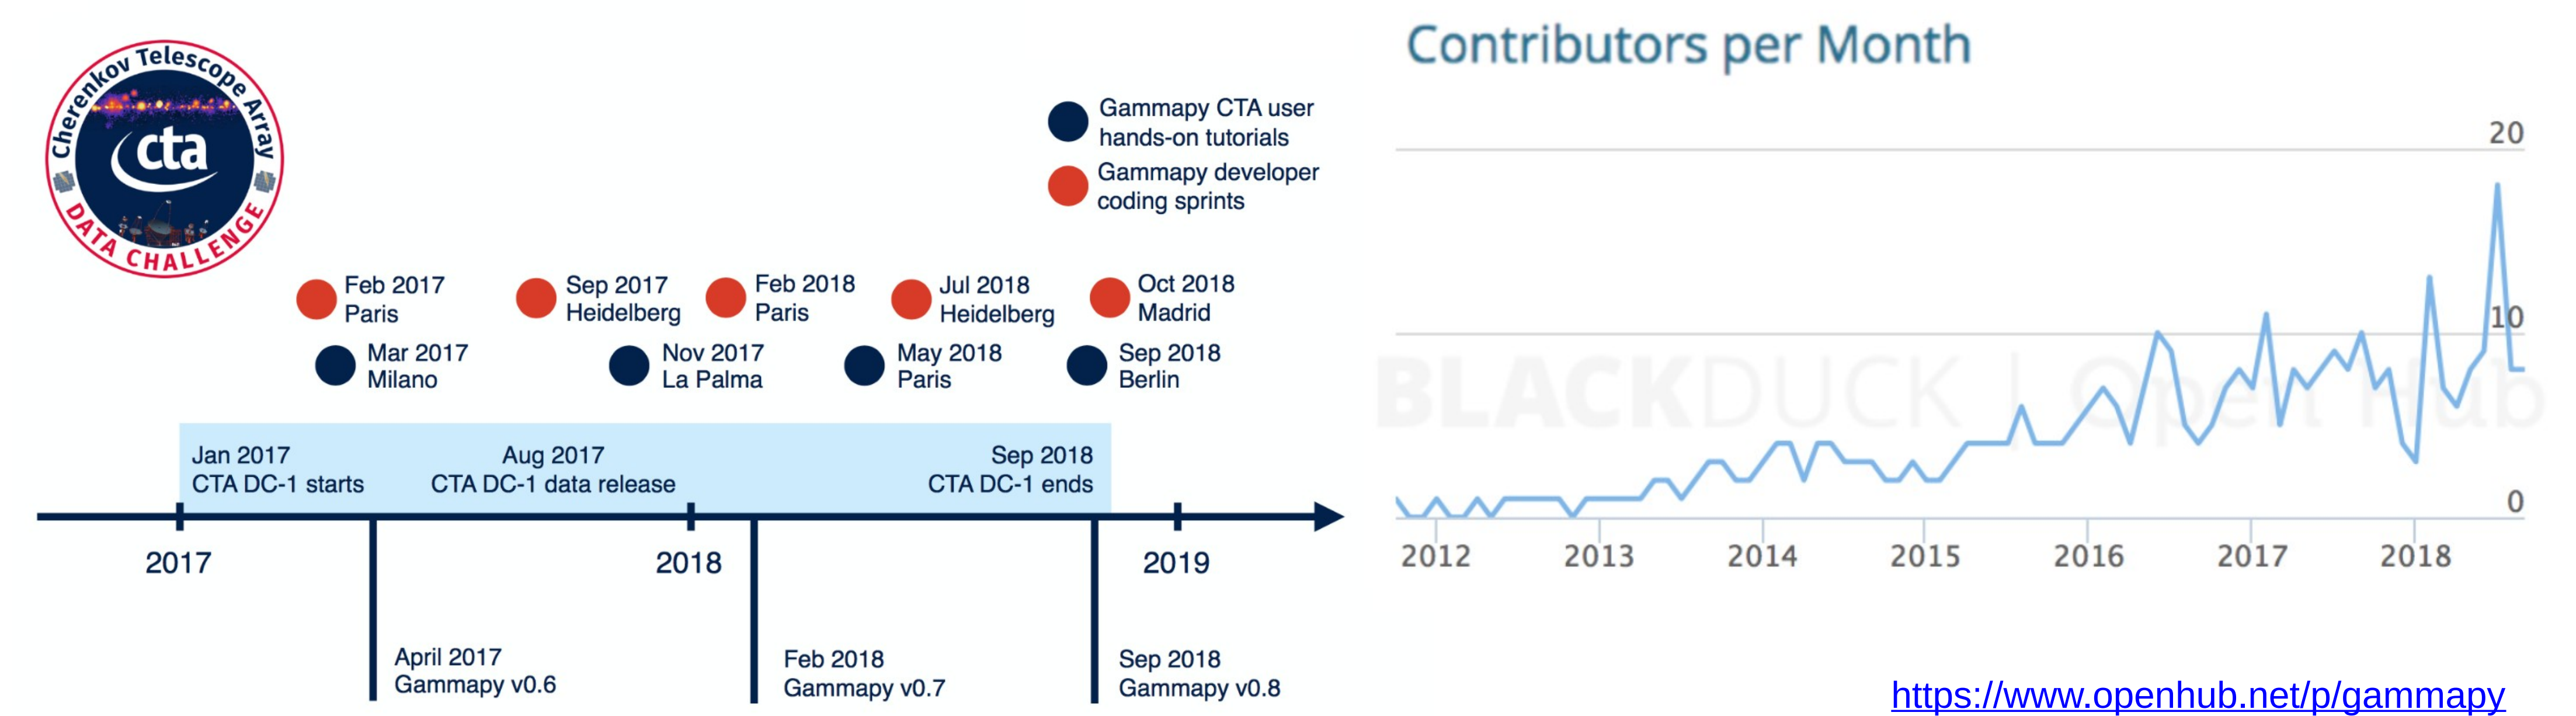 Cherenkov Telescope Array
cta
DATA CHALLENGE
Gammapy CTA user
hands-on tutorials
Gammapy developer
coding sprints
Feb 2017
Paris
Sep 2017
Heidelberg
Feb 2018
Paris
Jul 2018
Heidelberg
Oct 2018
Madrid
Mar 2017
Milano
Nov 2017
La Palma
May 2018
Paris
Sep 2018
Berlin
Jan 2017
CTA DC-1 starts
Aug 2017
CTA DC-1 data release
Sep 2018
CTA DC-1 ends
2017
2018
2019
April 2017
Gammapy v0.6
Feb 2018
Gammapy v0.7
Sep 2018
Gammapy v0.8
Contributors per Month
20
10
BLACKDUCK | Open Hub
0
2012
2013
2014
2015
2016
2017
2018
https://www.openhub.net/p/gammapy